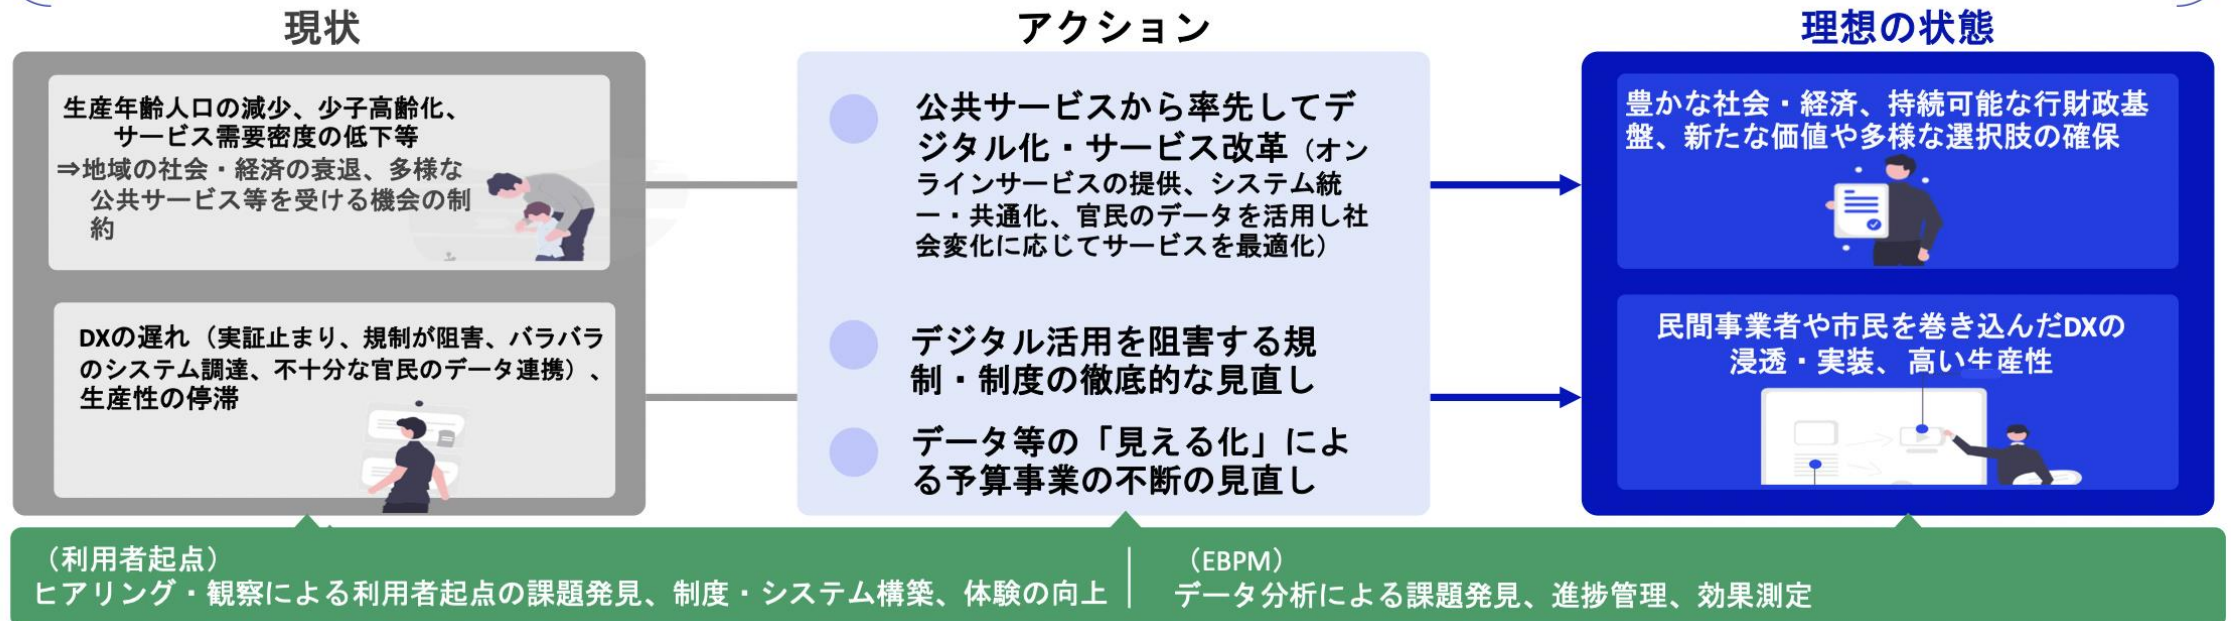 現状
生産年齢人口の減少、少子高齢化、
サービス需要密度の低下等
⇒地域の社会・経済の衰退、多様な
公共サービス等を受ける機会の制
約
DXの遅れ（実証止まり、規制が阻害、バラバラ
のシステム調達、不十分な官民のデータ連携）、
生産性の停滞
アクション
公共サービスから率先してデ
ジタル化・サービス改革（オン
ラインサービスの提供、システム統
一・共通化、官民のデータを活用し社
会変化に応じてサービスを最適化）
デジタル活用を阻害する規
制・制度の徹底的な見直し
データ等の「見える化」によ
る予算事業の不断の見直し
理想の状態
豊かな社会・経済、持続可能な行財政基
盤、新たな価値や多様な選択肢の確保
民間事業者や市民を巻き込んだDXの
浸透・実装、高い生産性
（利用者起点）
ヒアリング・観察による利用者起点の課題発見、制度・システム構築、体験の向上
（EBPM）
データ分析による課題発見、進捗管理、効果測定